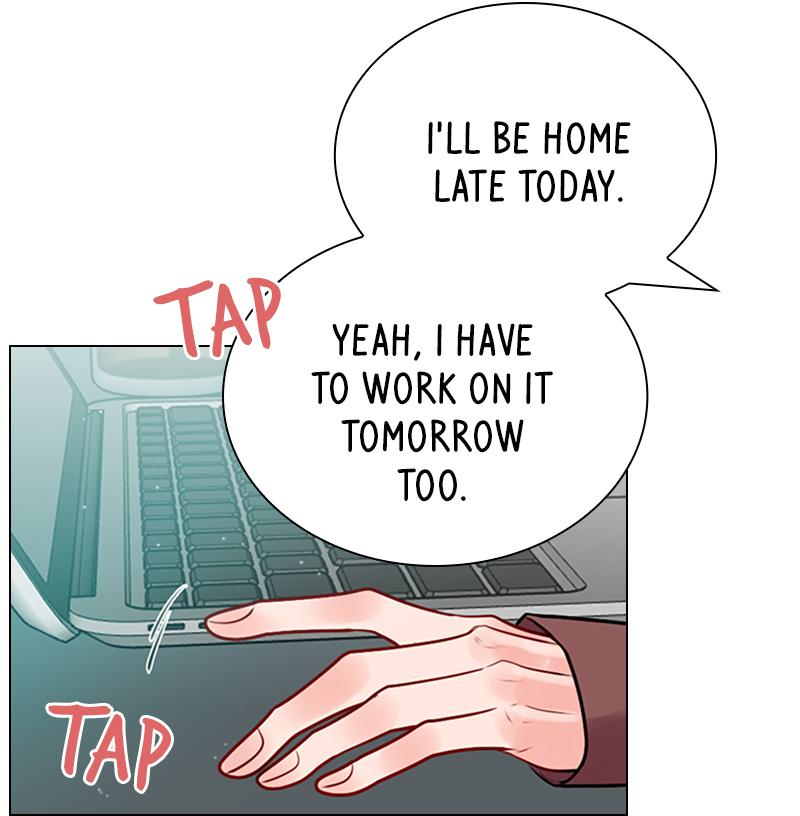 I'LL BE HOME
LATE TODAY.
TAP
YEAH, I HAVE
TO WORK ON IT
TOMORROW
TOO.
TAP